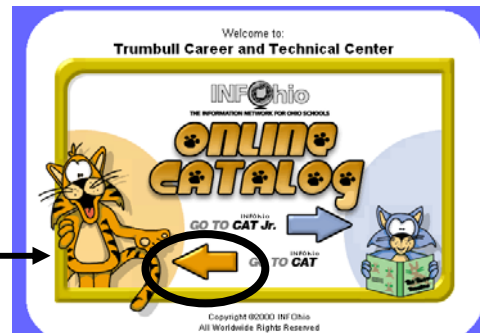 Welcome to:
Trumbull Career and Technical Center
INFOhio
THE INFORMATION NETWORK FOR OHIO SCHOOLS
ONLINE
CATALOG
INFOhio
GO TO CAT Jr.
INFOhio
GO TO CAT
Copyright ©2000 INFOhio
All Worldwide Rights Reserved